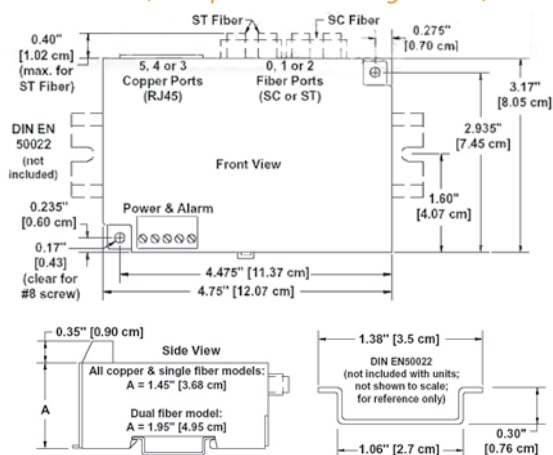 ST Fiber
SC Fiber
0.40"
[1.02 cm]
(max. for
ST Fiber)
0.275"
[0.70 cm]
5, 4 or 3
Copper Ports
(RJ45)
0, 1 or 2
Fiber Ports
(SC or ST)
3.17"
[8.05 cm]
DIN EN
50022
(not
included)
2.935"
[7.45 cm]
Front View
1.60"
[4.07 cm]
0.235"
[0.60 cm]
Power & Alarm
0.17"
[0.43]
(clear for
#8 screw)
4.475" [11.37 cm]
4.75" [12.07 cm]
0.35" [0.90 cm]
Side View
All copper & single fiber models:
A = 1.45" [3.68 cm]
Dual fiber model:
A = 1.95" [4.95 cm]
A
1.38" [3.5 cm]
DIN EN50022
(not included with units;
not shown to scale;
for reference only)
0.30"
[0.76 cm]
1.06" [2.7 cm]